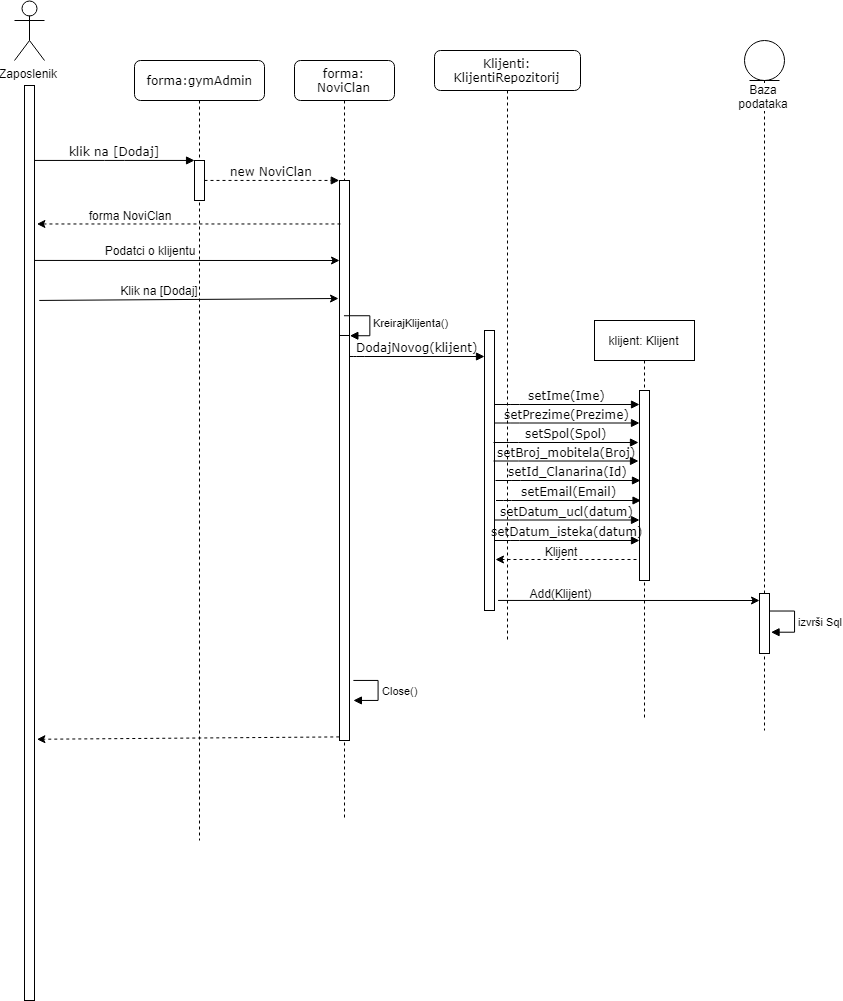 Zaposlenik
forma:gymAdmin
forma:
NoviClan
Klijenti:
KlijentiRepozitorij
Baza
podataka
klik na [Dodaj]
new NoviClan
forma NoviClan
Podatci o klijentu
Klik na [Dodaj]
KreirajKlijenta()
DodajNovog(klijent)
klijent: Klijent
setIme(Ime)
setPrezime(Prezime)
setSpol(Spol)
setBroj_mobitela(Broj)
setId_Clanarina(Id)
setEmail(Email)
setDatum_ucl(datum)
setDatum_isteka(datum)
Klijent
Add(Klijent)
izvrši Sql
Close()